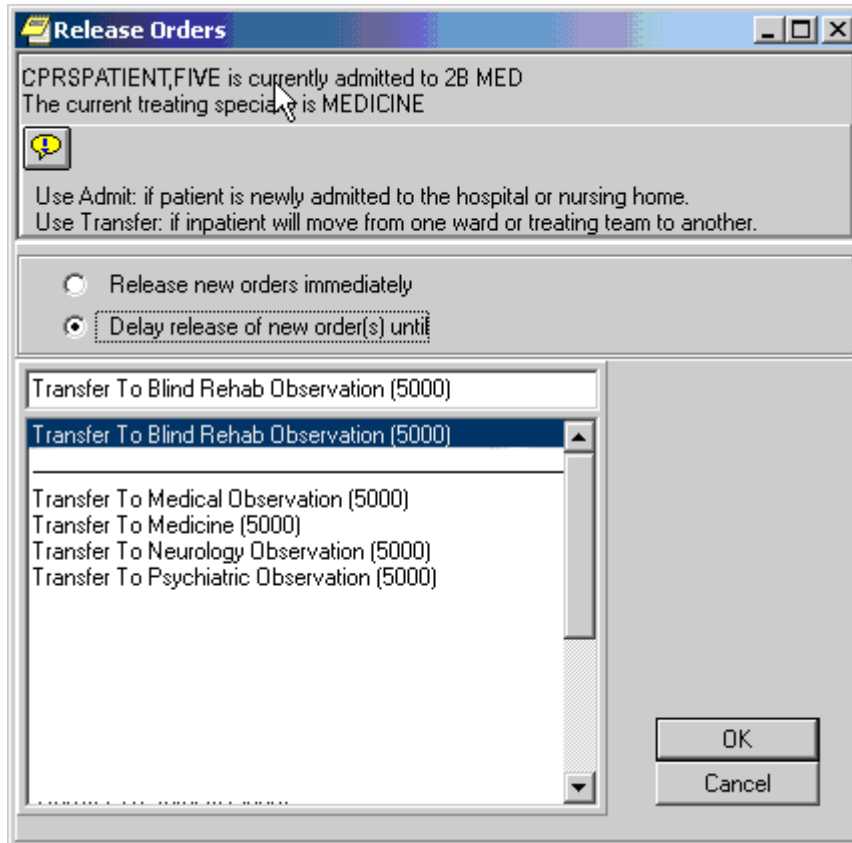 Release Orders
CPRSPATIENT,FIVE is currently admitted to 2B MED
The current treating specialty is MEDICINE
Use Admit: if patient is newly admitted to the hospital or nursing home.
Use Transfer: if inpatient will move from one ward or treating team to another.
Release new orders immediately
Delay release of new order(s) until
Transfer To Blind Rehab Observation (5000)
Transfer To Blind Rehab Observation (5000)
Transfer To Medical Observation (5000)
Transfer To Medicine (5000)
Transfer To Neurology Observation (5000)
Transfer To Psychiatric Observation (5000)
OK
Cancel